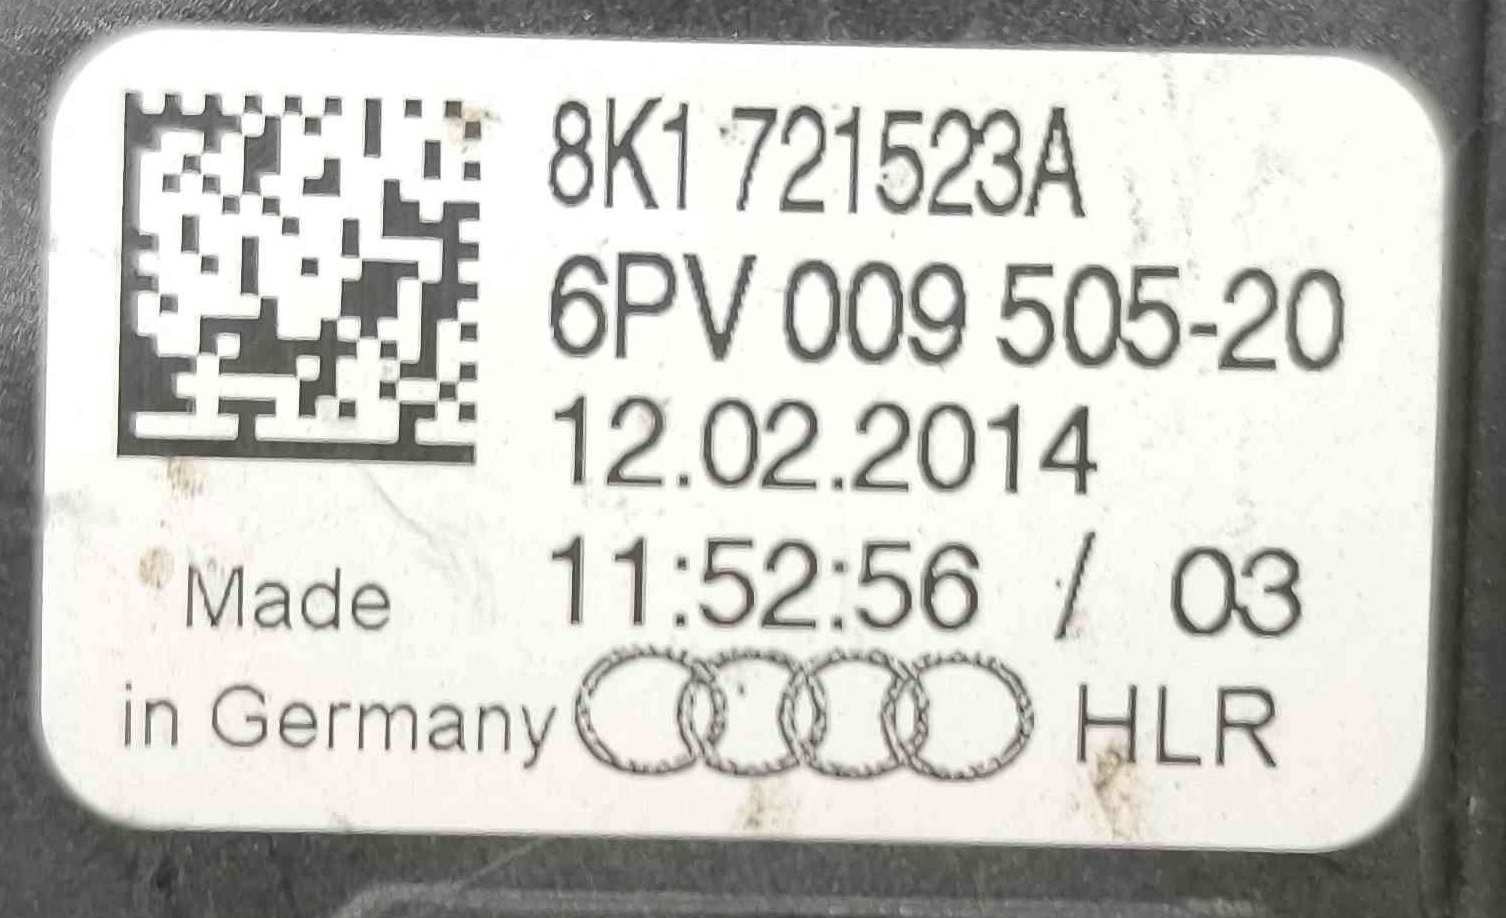 8K1 721523A
6PV 009 505-20
12.02.2014
11:52:56 / 03
Made
in Germany HLR